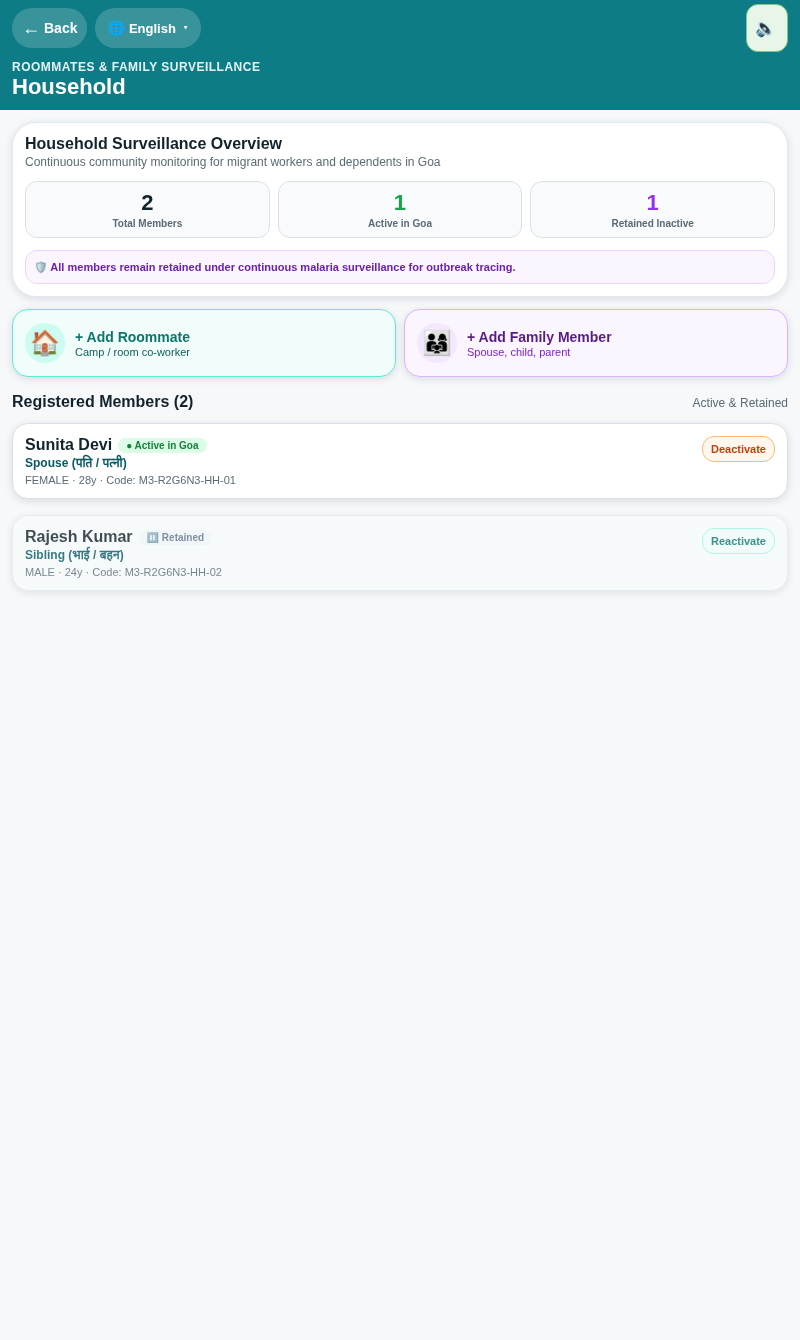 ← Back
🌐 English ▾
ROOMMATES & FAMILY SURVEILLANCE
Household
Household Surveillance Overview
Continuous community monitoring for migrant workers and dependents in Goa
2
Total Members
1
Active in Goa
1
Retained Inactive
🛡️ All members remain retained under continuous malaria surveillance for outbreak tracing.
+ Add Roommate
Camp / room co-worker
+ Add Family Member
Spouse, child, parent
Registered Members (2)
Active & Retained
Sunita Devi ● Active in Goa
Deactivate
Spouse (पति / पत्नी)
FEMALE · 28y · Code: M3-R2G6N3-HH-01
Rajesh Kumar ⏸️ Retained
Reactivate
Sibling (भाई / बहन)
MALE · 24y · Code: M3-R2G6N3-HH-02